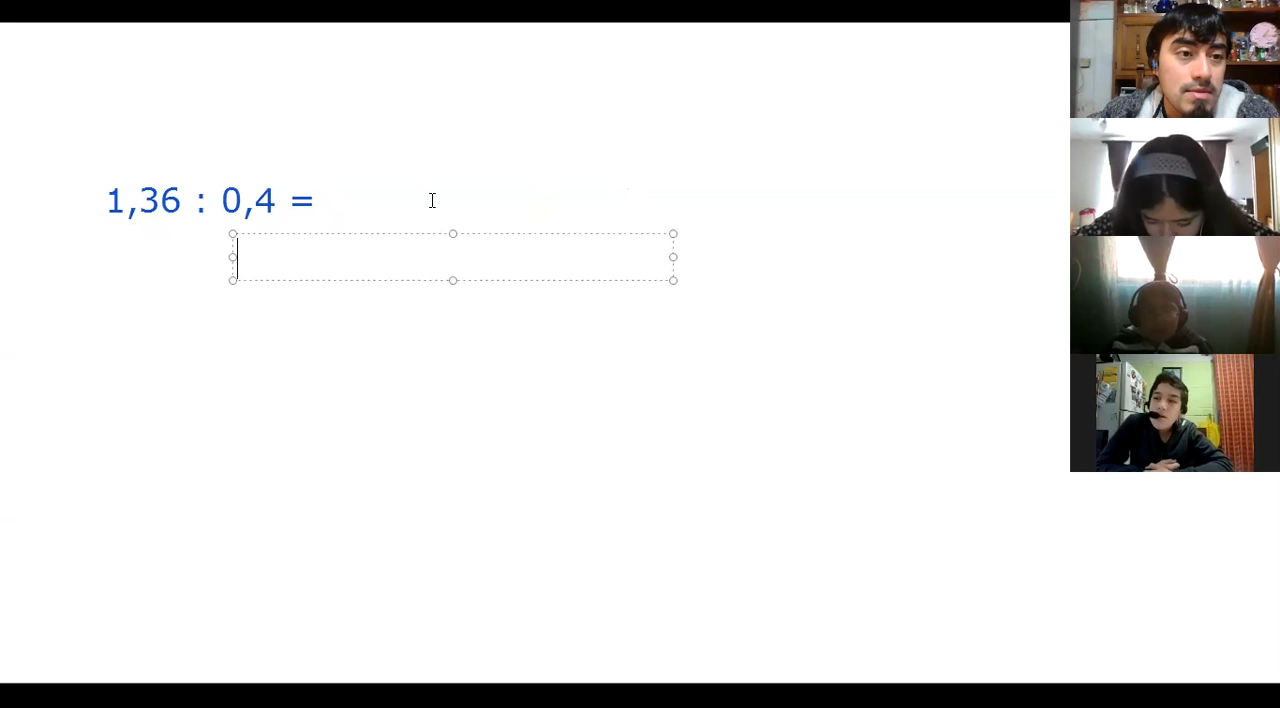 1,36 : 0,4 =